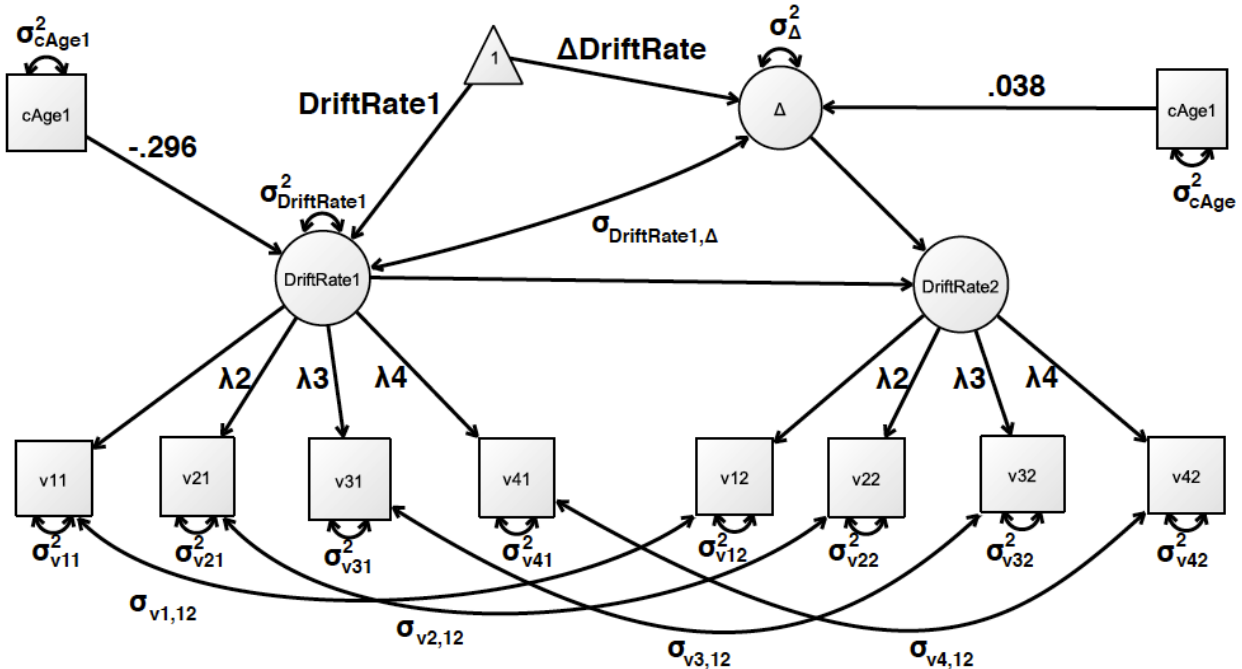 σ²cAge1
1
ΔDriftRate
σ²Δ
cAge1
DriftRate1
Δ
.038
cAge1
-.296
σ²DriftRate1
σ²cAge
σDriftRate1,Δ
DriftRate1
DriftRate2
λ2
λ3
λ4
λ2
λ3
λ4
v11
v21
v31
v41
v12
v22
v32
v42
σ²v11
σ²v21
σ²v31
σ²v41
σ²v12
σ²v22
σ²v32
σ²v42
σv1,12
σv2,12
σv3,12
σv4,12